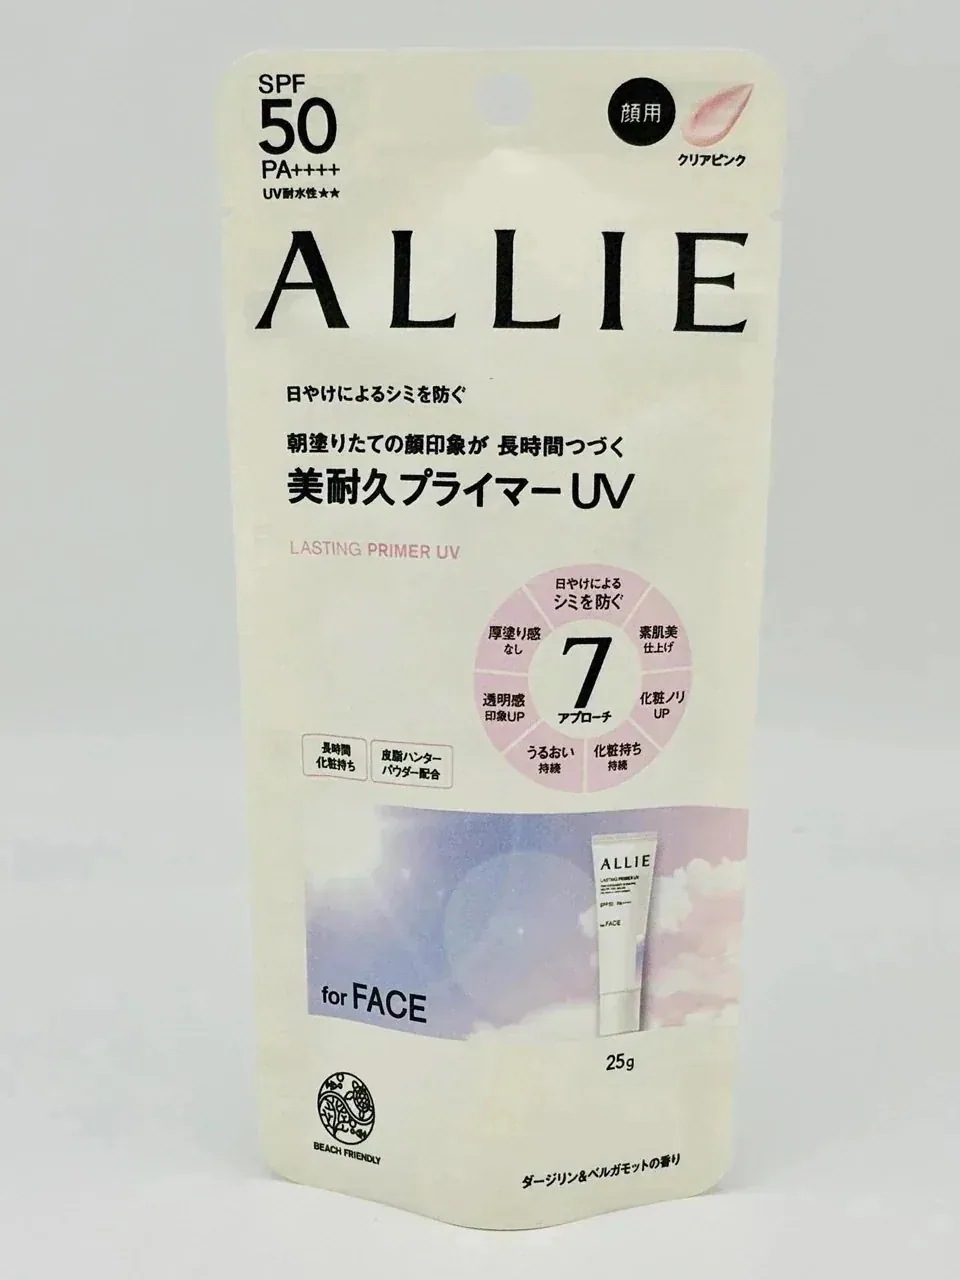 SPF
50
PA++++
UV耐水性★★
顔用
クリアピンク
ALLIE
日やけによるシミを防ぐ
朝塗りたての顔印象が 長時間つづく
美耐久プライマーUV
LASTING PRIMER UV
日やけによる
シミを防ぐ
素肌美
仕上げ
化粧ノリ
UP
化粧持ち
持続
うるおい
持続
透明感
印象UP
厚塗り感
なし
7
アプローチ
長時間
化粧持ち
皮脂ハンター
パウダー配合
ALLIE
LASTING PRIMER UV
SPF50 PA++++
for FACE
for FACE
25g
BEACH FRIENDLY
ダージリン&ベルガモットの香り